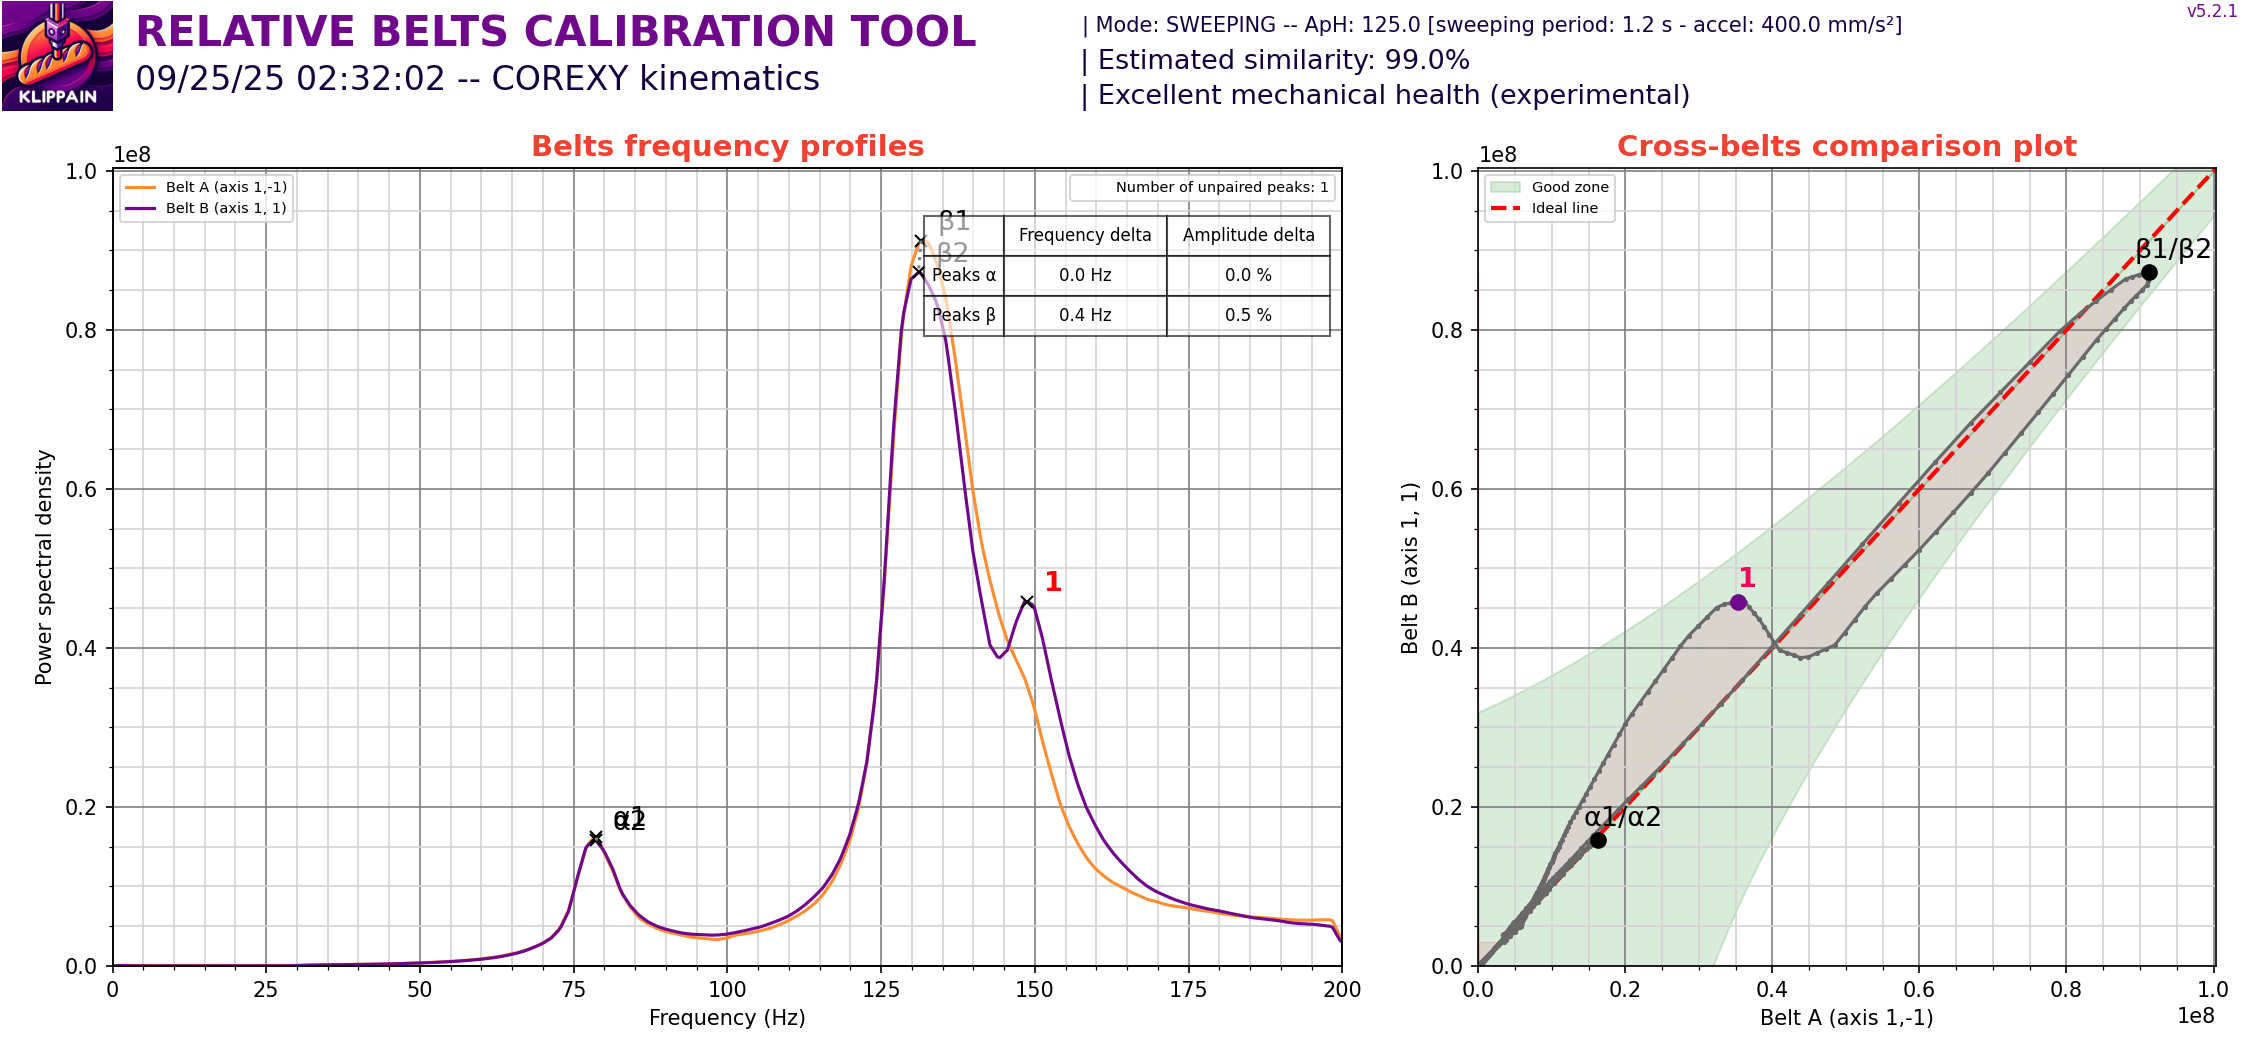 KLIPPAIN
RELATIVE BELTS CALIBRATION TOOL
09/25/25 02:32:02 -- COREXY kinematics
| Mode: SWEEPING -- ApH: 125.0 [sweeping period: 1.2 s - accel: 400.0 mm/s²]
| Estimated similarity: 99.0%
| Excellent mechanical health (experimental)
v5.2.1
Belts frequency profiles
1e8
Belt A (axis 1,-1)
Belt B (axis 1, 1)
Number of unpaired peaks: 1
Frequency delta Amplitude delta
Peaks α 0.0 Hz 0.0 %
Peaks β 0.4 Hz 0.5 %
β1
β2
1
α1
α2
1.0
0.8
0.6
0.4
0.2
0.0
Power spectral density
0 25 50 75 100 125 150 175 200
Frequency (Hz)
Cross-belts comparison plot
1e8
Good zone
Ideal line
β1/β2
1
α1/α2
1.0
0.8
0.6
0.4
0.2
0.0
Belt B (axis 1, 1)
0.0 0.2 0.4 0.6 0.8 1.0
Belt A (axis 1,-1)
1e8